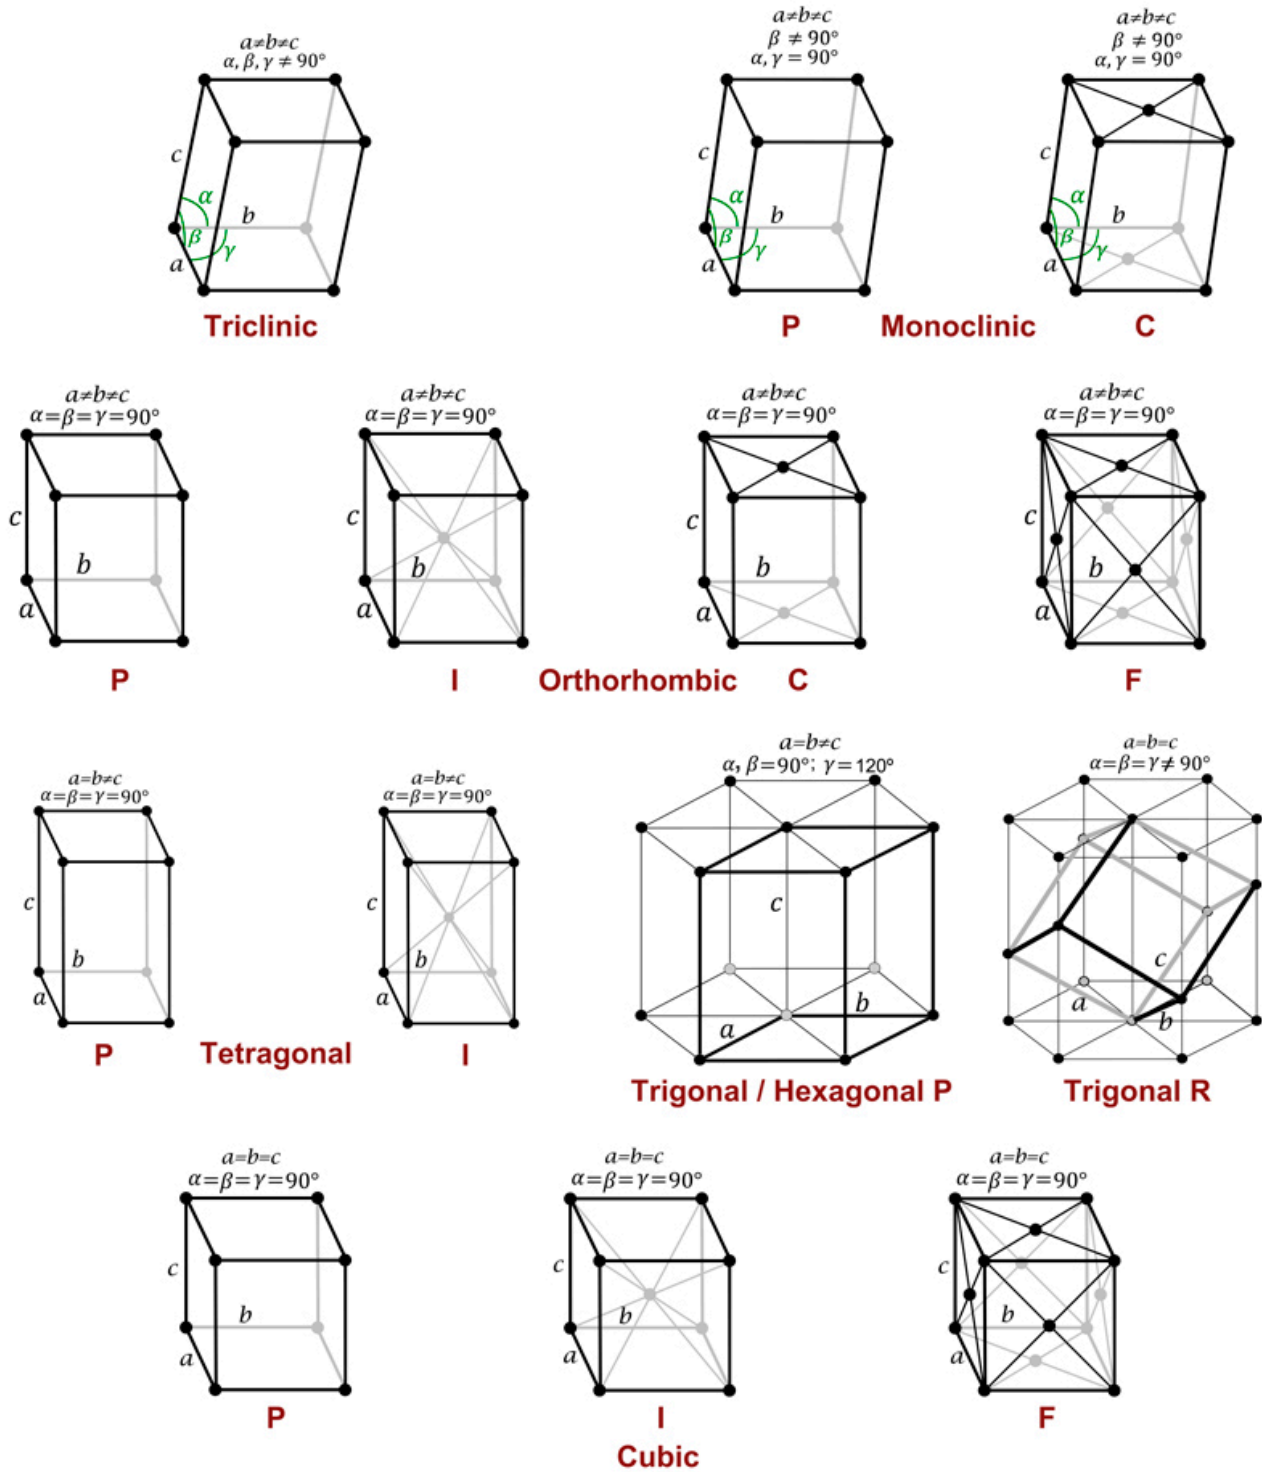 a≠b≠c
α, β, γ ≠ 90°
c
α
b
β
γ
a
Triclinic
a≠b≠c
β ≠ 90°
α, γ = 90°
c
α
b
β
γ
a
P
Monoclinic
a≠b≠c
β ≠ 90°
α, γ = 90°
c
α
b
β
γ
a
C
a≠b≠c
α=β=γ=90°
c
b
a
P
a≠b≠c
α=β=γ=90°
c
b
a
I
Orthorhombic
a≠b≠c
α=β=γ=90°
c
b
a
C
a≠b≠c
α=β=γ=90°
c
b
a
F
a=b≠c
α=β=γ=90°
c
b
a
P
Tetragonal
a=b≠c
α=β=γ=90°
c
b
a
I
a=b≠c
α, β=90°; γ=120°
c
b
a
Trigonal / Hexagonal P
a=b=c
α=β=γ≠90°
c
a
b
Trigonal R
a=b=c
α=β=γ=90°
c
b
a
P
a=b=c
α=β=γ=90°
c
b
a
I
a=b=c
α=β=γ=90°
c
b
a
F
Cubic